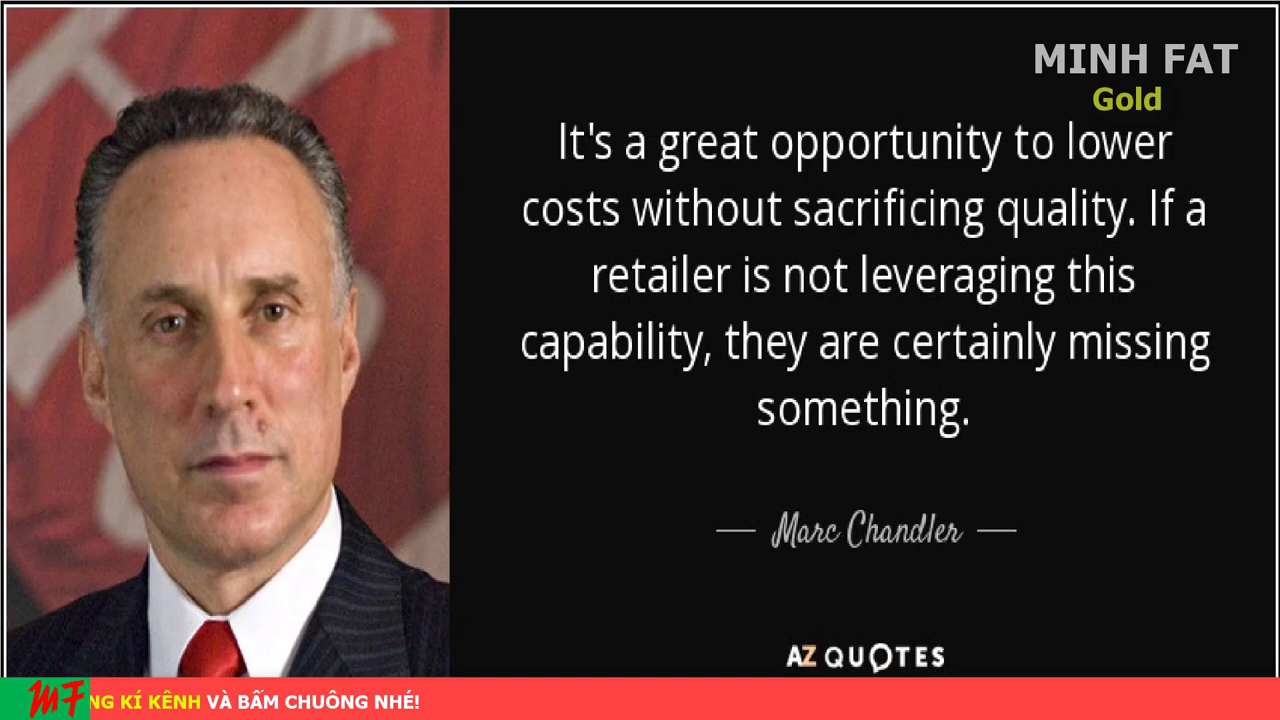 MINH FAT
Gold
It's a great opportunity to lower
costs without sacrificing quality. If a
retailer is not leveraging this
capability, they are certainly missing
something.
Marc Chandler
AZ QUOTES
MF
KÍ KÊNH VÀ BẤM CHUÔNG NHÉ!